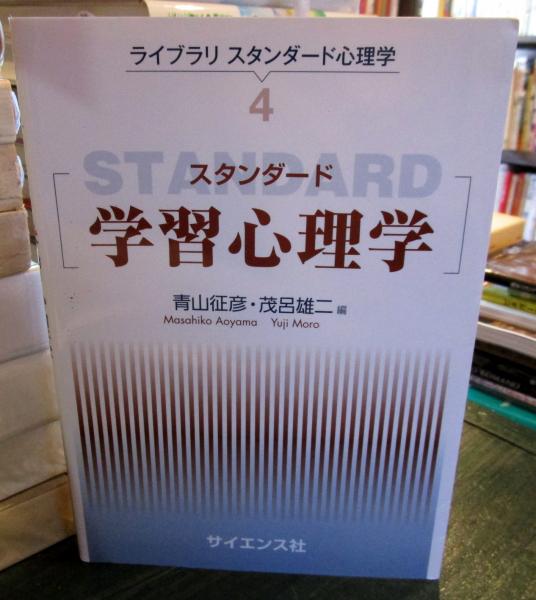 ライブラリ スタンダード心理学
4
STANDARD
スタンダード
学習心理学
青山征彦・茂呂雄二 編
Masahiko Aoyama Yuji Moro
サイエンス社